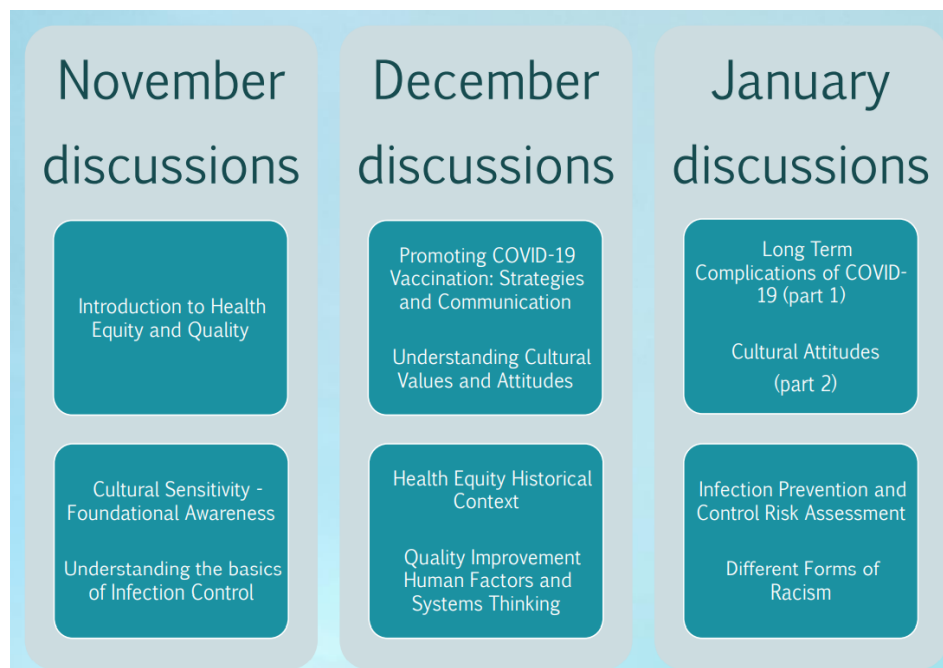 November
discussions
Introduction to Health
Equity and Quality
Cultural Sensitivity -
Foundational Awareness
Understanding the basics
of Infection Control
December
discussions
Promoting COVID-19
Vaccination: Strategies
and Communication
Understanding Cultural
Values and Attitudes
Health Equity Historical
Context
Quality Improvement
Human Factors and
Systems Thinking
January
discussions
Long Term
Complications of COVID-
19 (part 1)
Cultural Attitudes
(part 2)
Infection Prevention and
Control Risk Assessment
Different Forms of
Racism